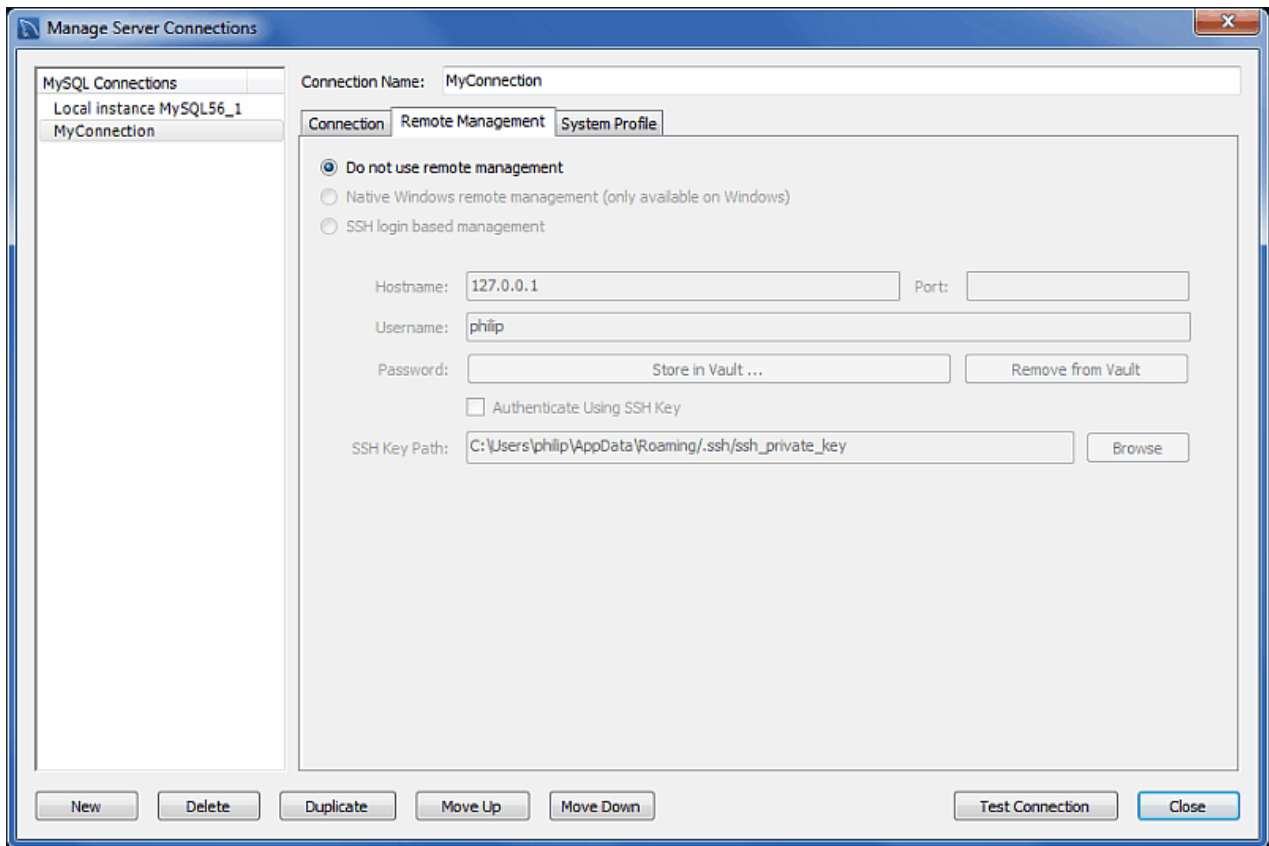 Manage Server Connections
MySQL Connections
Local instance MySQL56_1
MyConnection
Connection Name: MyConnection
Connection Remote Management System Profile
Do not use remote management
Native Windows remote management (only available on Windows)
SSH login based management
Hostname: 127.0.0.1 Port:
Username: philip
Password: Store in Vault ... Remove from Vault
Authenticate Using SSH Key
SSH Key Path: C:\Users\philip\AppData\Roaming/.ssh/ssh_private_key Browse
New Delete Duplicate Move Up Move Down Test Connection Close